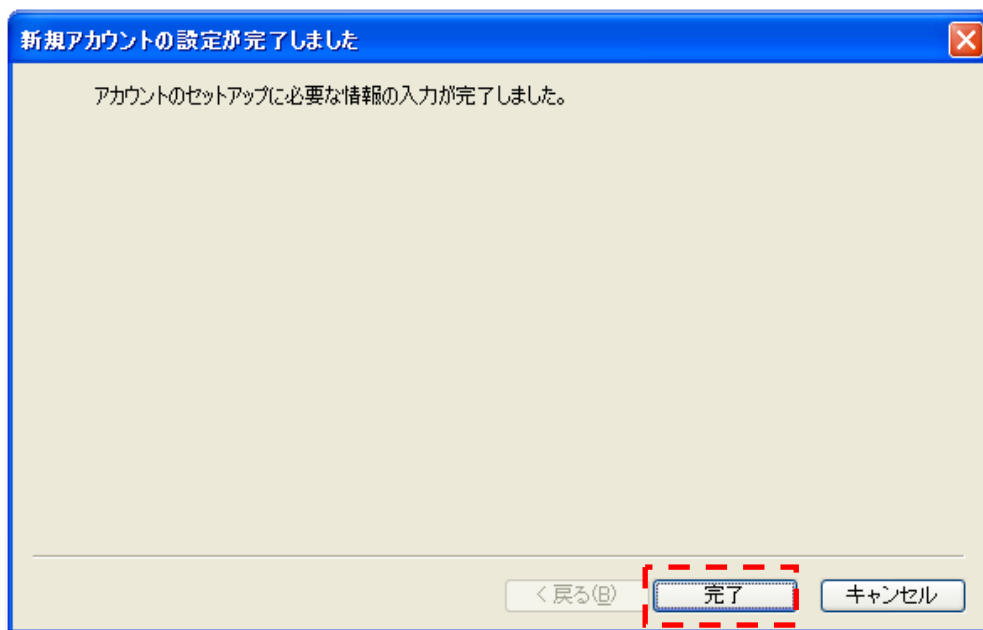 新規アカウントの設定が完了しました
アカウントのセットアップに必要な情報の入力が完了しました。
< 戻る(B)
完了
キャンセル